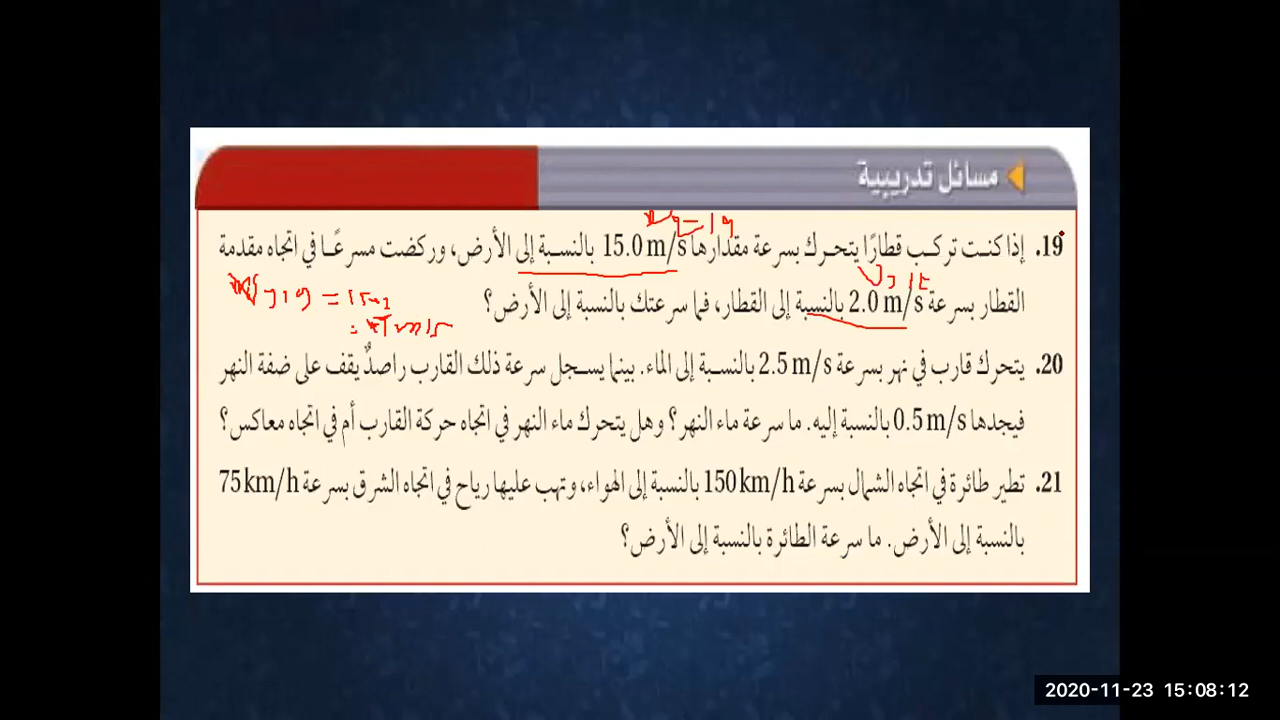 مسائل تدريبية
19. إذا كنت تركب قطارًا يتحرك بسرعة مقدارها 15.0 m/s بالنسبة إلى الأرض، وركضت مسرعًا في اتجاه مقدمة
القطار بسرعة 2.0 m/s بالنسبة إلى القطار، فما سرعتك بالنسبة إلى الأرض؟
20. يتحرك قارب في نهر بسرعة 2.5 m/s بالنسبة إلى الماء. بينما يسجل سرعة ذلك القارب راصدٌ يقف على ضفة النهر
فيجدها 0.5 m/s بالنسبة إليه. ما سرعة ماء النهر؟ وهل يتحرك ماء النهر في اتجاه حركة القارب أم في اتجاه معاكس؟
21. تطير طائرة في اتجاه الشمال بسرعة 150 km/h بالنسبة إلى الهواء، وتهب عليها رياح في اتجاه الشرق بسرعة 75 km/h
بالنسبة إلى الأرض. ما سرعة الطائرة بالنسبة إلى الأرض؟
2020-11-23 15:08:12